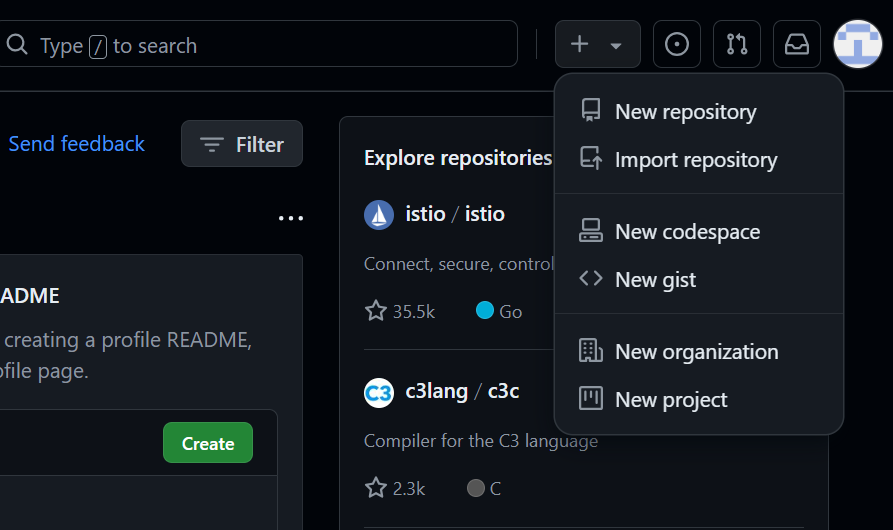 Type / to search
New repository
Import repository
New codespace
New gist
New organization
New project
Send feedback
Filter
ADME
creating a profile README,
ofile page.
Create
Explore repositories
istio / istio
Connect, secure, control
35.5k Go
C3
c3lang / c3c
Compiler for the C3 language
2.3k C